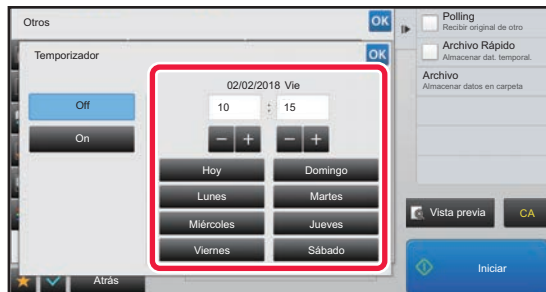 Otros
OK
Temporizador
OK
02/02/2018 Vie
Off
10 : 15
On
Hoy
Domingo
Lunes
Martes
Miércoles
Jueves
Viernes
Sábado
Atrás
Polling
Recibir original de otro
Archivo Rápido
Almacenar dat. temporal.
Archivo
Almacenar datos en carpeta
Vista previa
CA
Iniciar